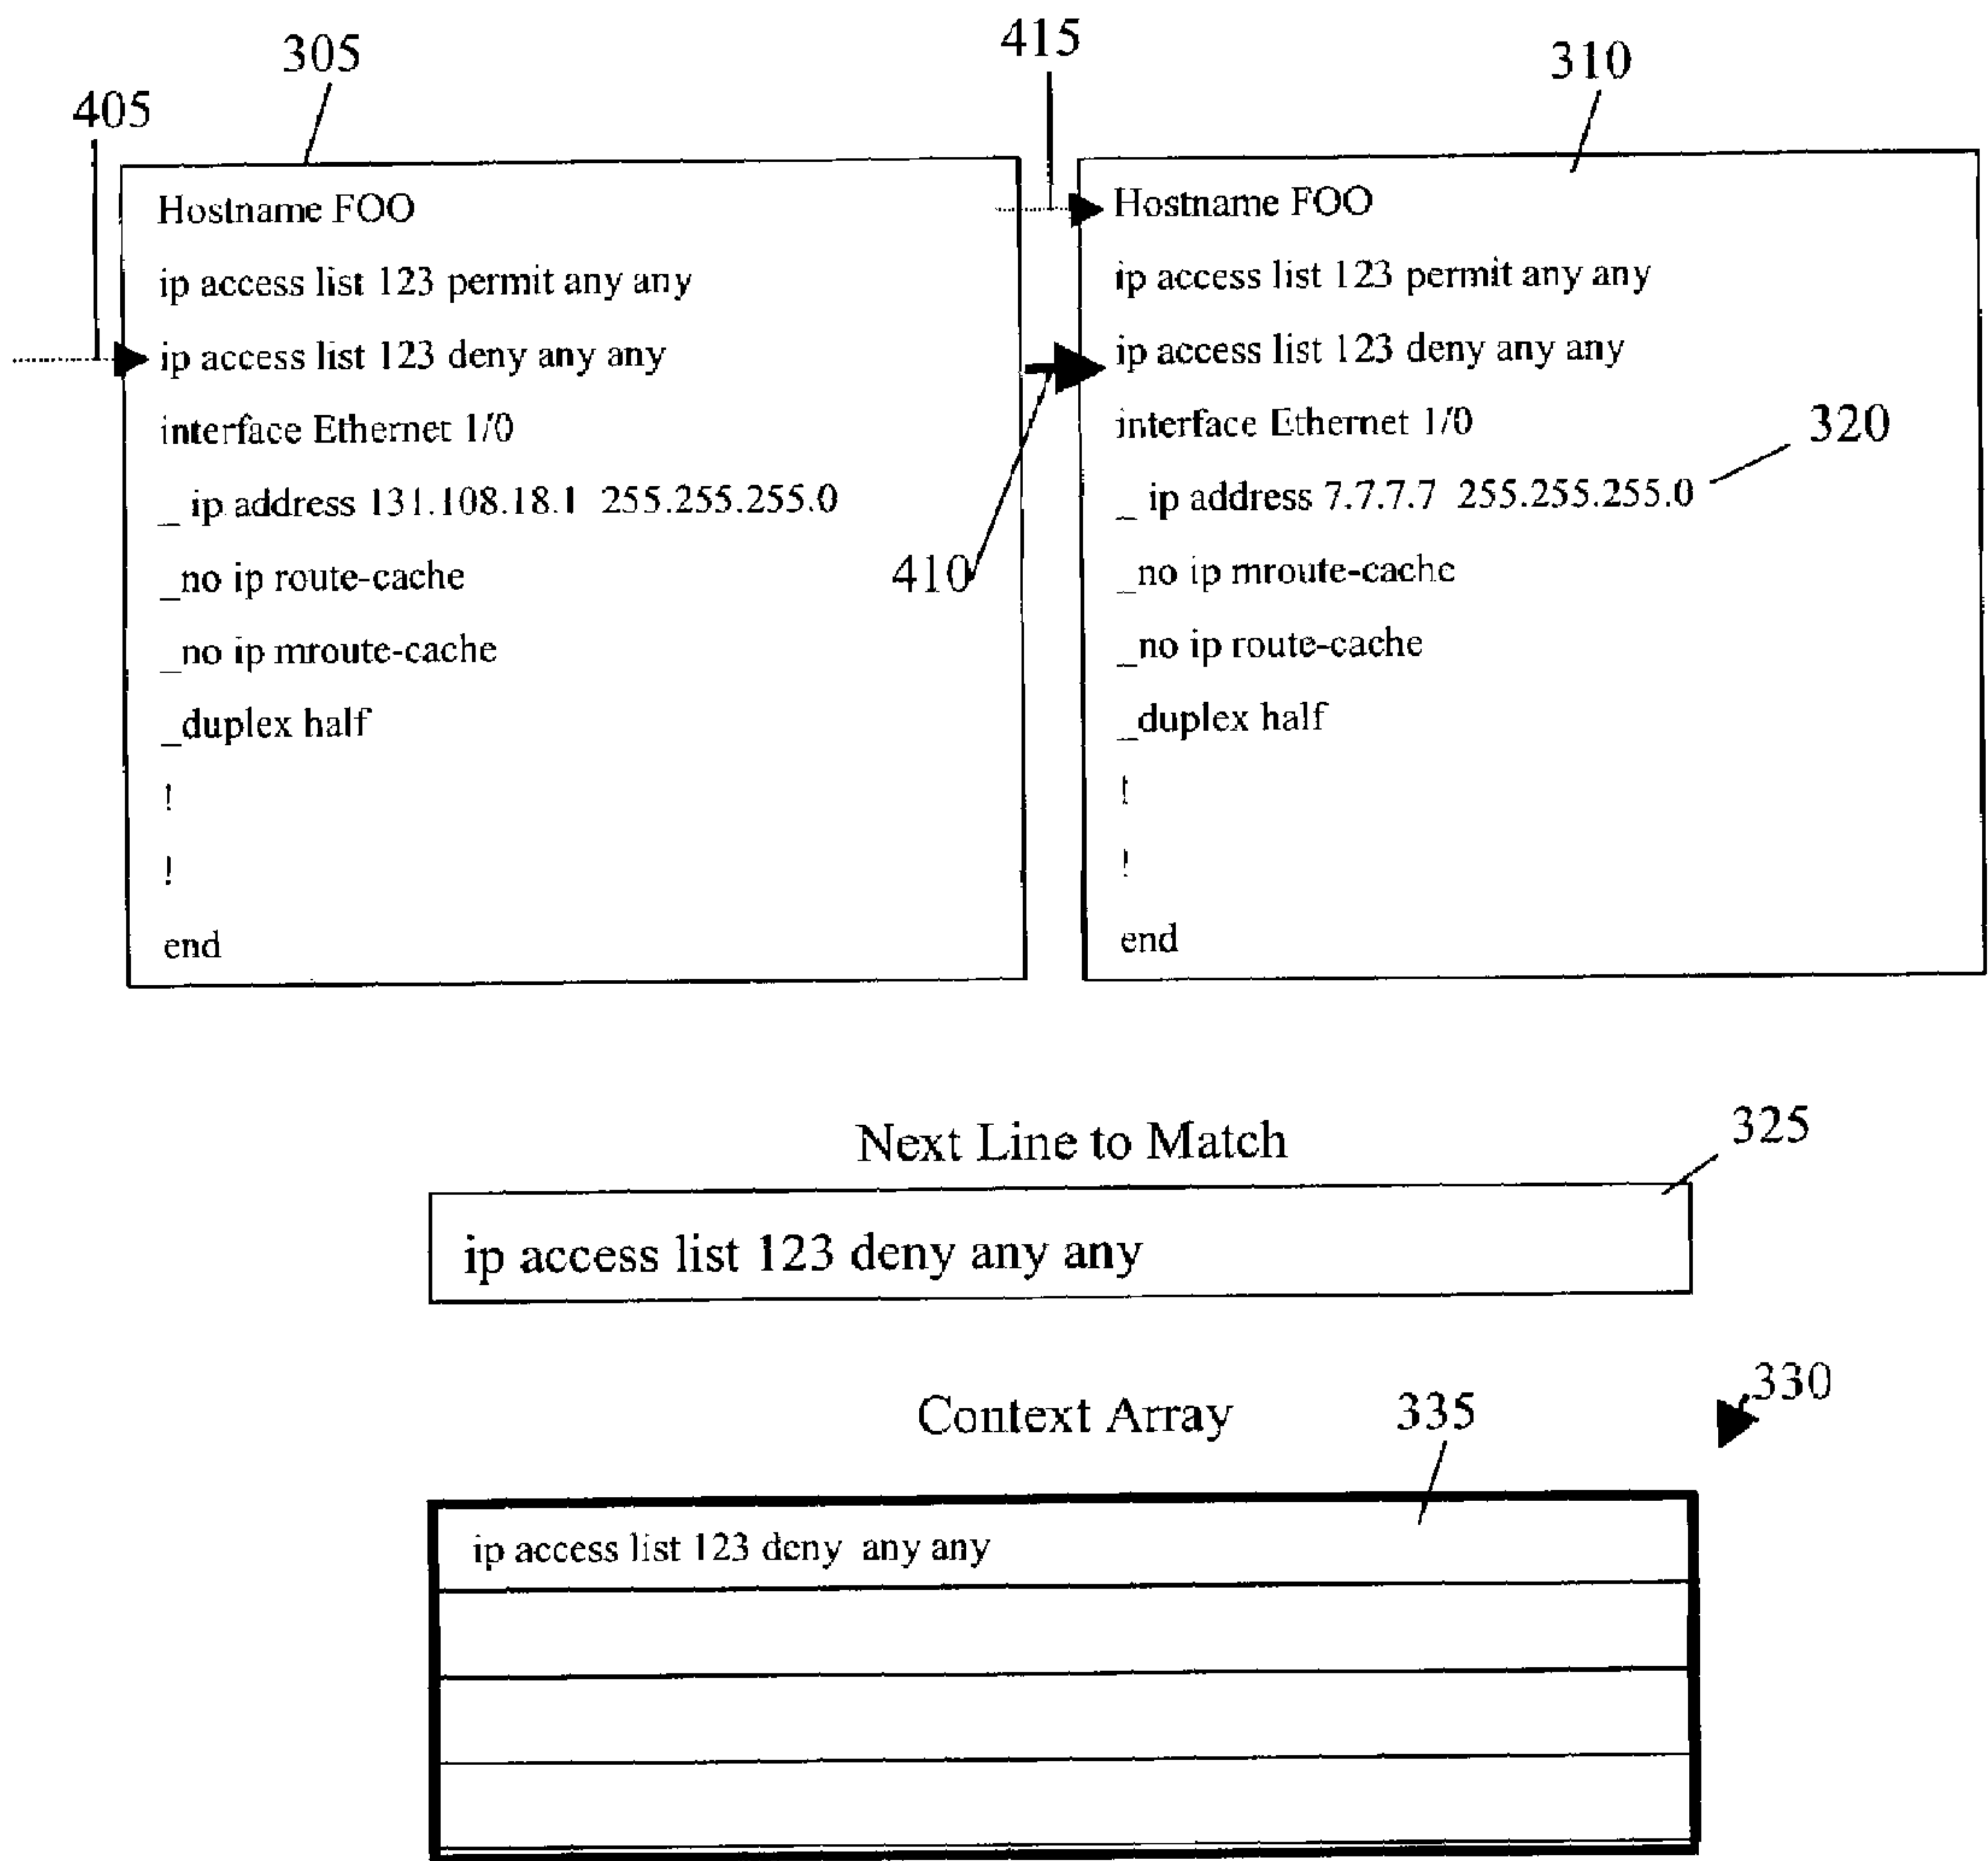 305
415
310
405
Hostname FOO
ip access list 123 permit any any
ip access list 123 deny any any
interface Ethernet 1/0
_ ip address 131.108.18.1 255.255.255.0
_no ip route-cache
_no ip mroute-cache
_duplex half
!
!
end
410
Hostname FOO
ip access list 123 permit any any
ip access list 123 deny any any
interface Ethernet 1/0
_ ip address 7.7.7.7 255.255.255.0
_no ip mroute-cache
_no ip route-cache
_duplex half
!
!
end
320
Next Line to Match
325
ip access list 123 deny any any
Context Array
335
330
ip access list 123 deny any any